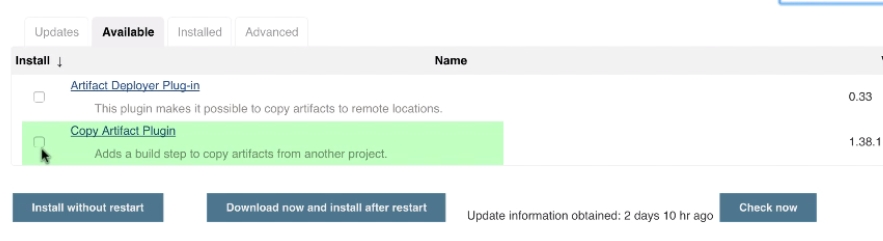 Updates Available Installed Advanced
Install ↓ Name
Artifact Deployer Plug-in
This plugin makes it possible to copy artifacts to remote locations.
0.33
Copy Artifact Plugin
Adds a build step to copy artifacts from another project.
1.38.1
Install without restart Download now and install after restart Update information obtained: 2 days 10 hr ago Check now